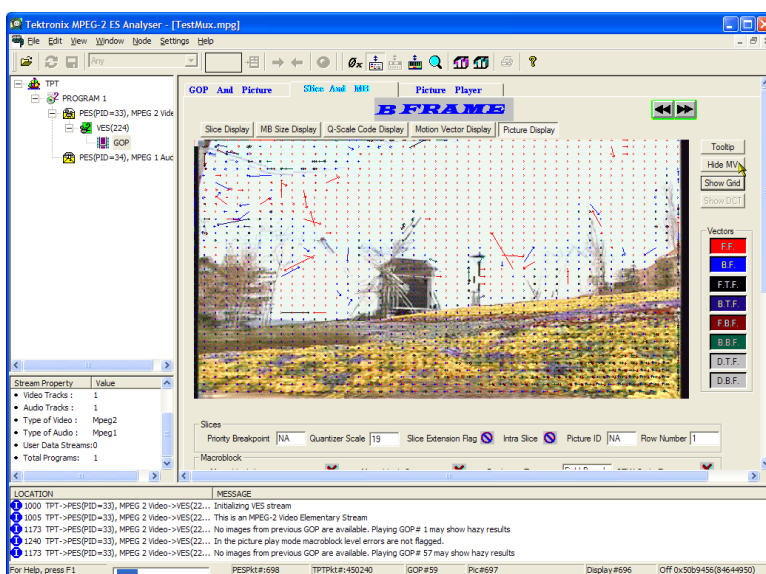 Tektronix MPEG-2 ES Analyser - [TestMux.mpg]
File Edit View Window Node Settings Help
Any
TPT
PROGRAM 1
PES(PID=33), MPEG 2 Vide
VES(224)
GOP
PES(PID=34), MPEG 1 Auc
GOP And Picture Slice And MB Picture Player
B FRAME
Slice Display MB Size Display Q-Scale Code Display Motion Vector Display Picture Display
Tooltip
Hide MV
Show Grid
Show DCT
Vectors
F.F.
B.F.
F.T.F.
B.T.F.
F.B.F.
B.B.F.
D.T.F.
D.B.F.
Stream Property Value
Video Tracks : 1
Audio Tracks : 1
Type of Video : Mpeg2
Type of Audio : Mpeg1
User Data Streams:0
Total Programs: 1
Slices
Priority Breakpoint NA Quantizer Scale 19 Slice Extension Flag Intra Slice Picture ID NA Row Number 1
Macroblock
LOCATION MESSAGE
1000 TPT->PES(PID=33), MPEG 2 Video->VES(22... Initializing VES stream
1005 TPT->PES(PID=33), MPEG 2 Video->VES(22... This is an MPEG-2 Video Elementary Stream
1173 TPT->PES(PID=33), MPEG 2 Video->VES(22... No images from previous GOP are available. Playing GOP# 1 may show hazy results
1240 TPT->PES(PID=33), MPEG 2 Video->VES(22... In the picture play mode macroblock level errors are not flagged.
1173 TPT->PES(PID=33), MPEG 2 Video->VES(22... No images from previous GOP are available. Playing GOP# 57 may show hazy results
For Help, press F1 PESPkt#:698 TPTPkt#:450240 GOP#59 Pic#697 Display#696 Off 0x50b9456(84644950)